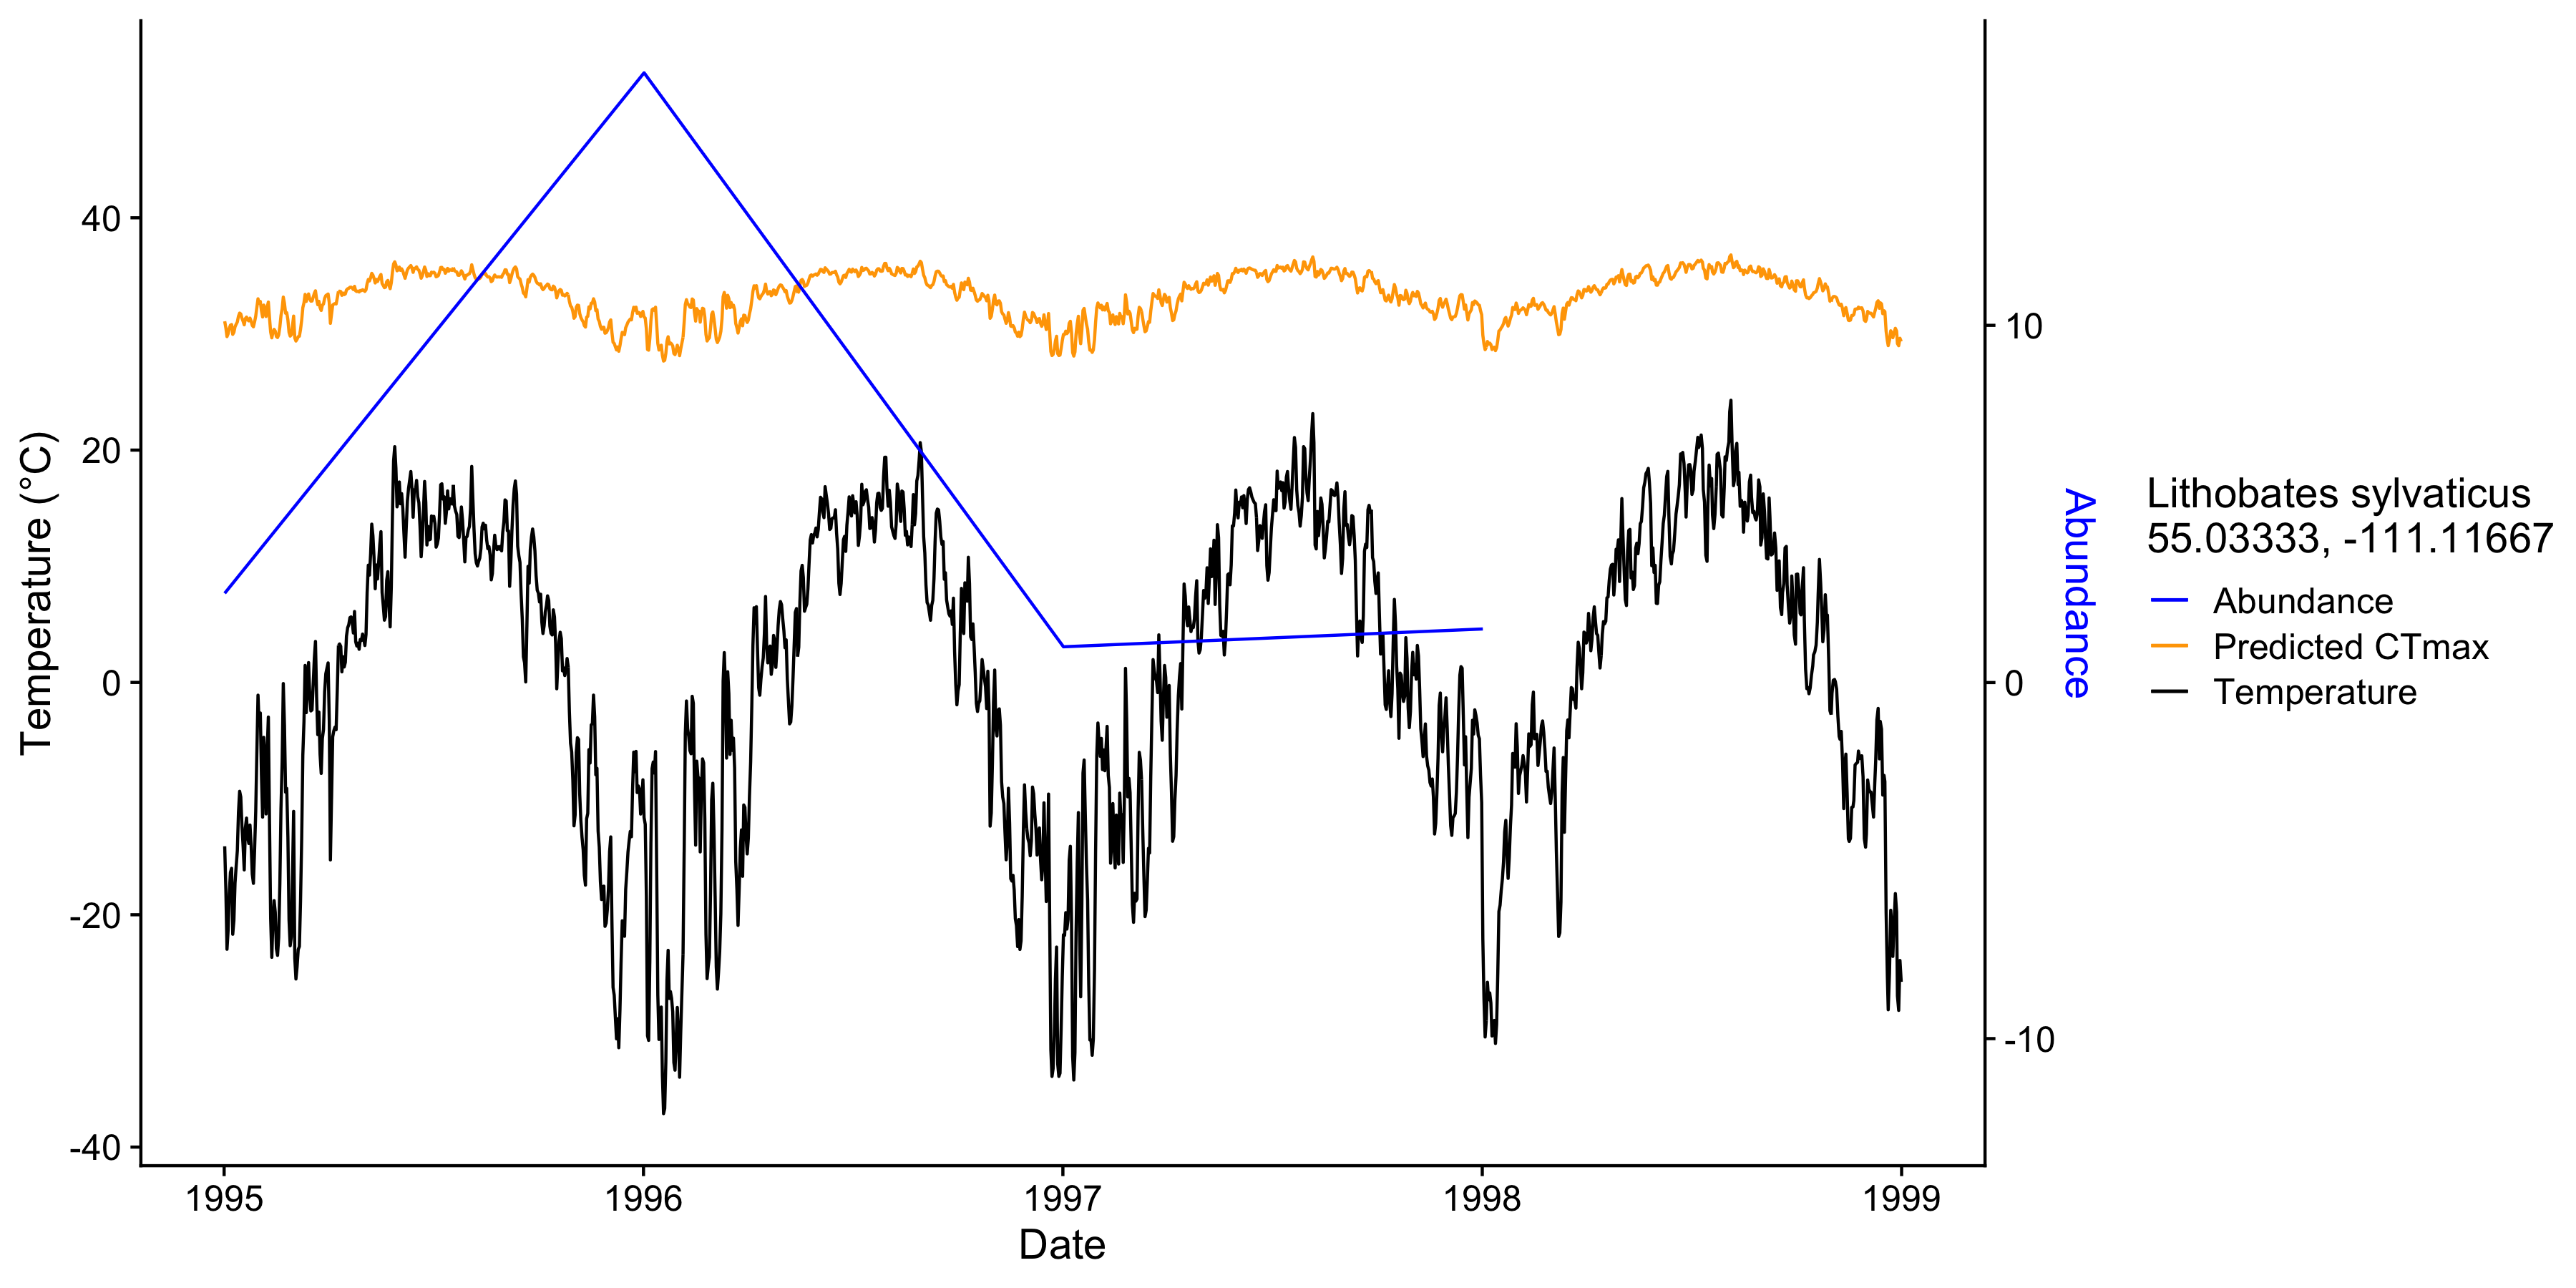 Temperature (°C)
40
20
0
-20
-40
1995
1996
1997
1998
1999
Date
10
0
-10
Abundance
Lithobates sylvaticus
55.03333, -111.11667
Abundance
Predicted CTmax
Temperature